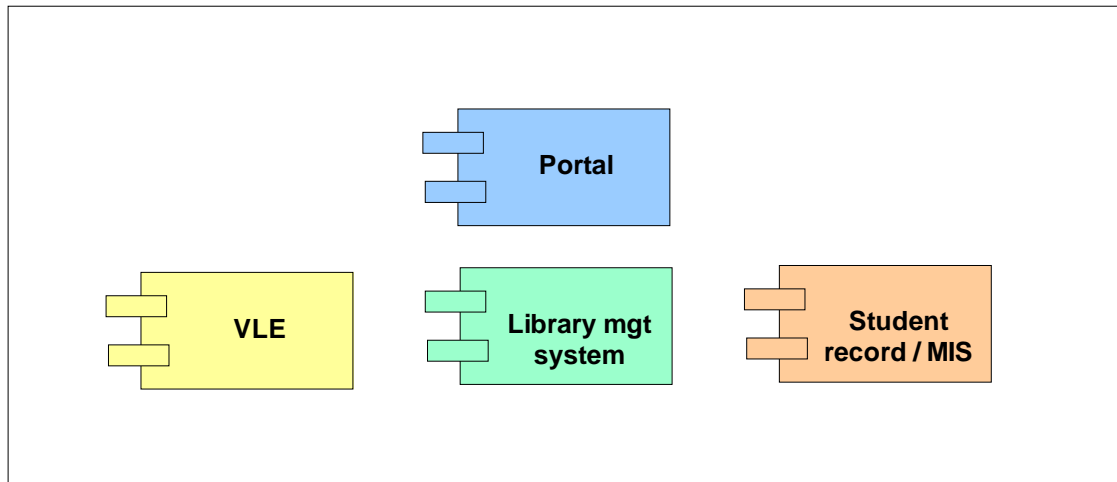 Portal
VLE
Library mgt
system
Student
record / MIS